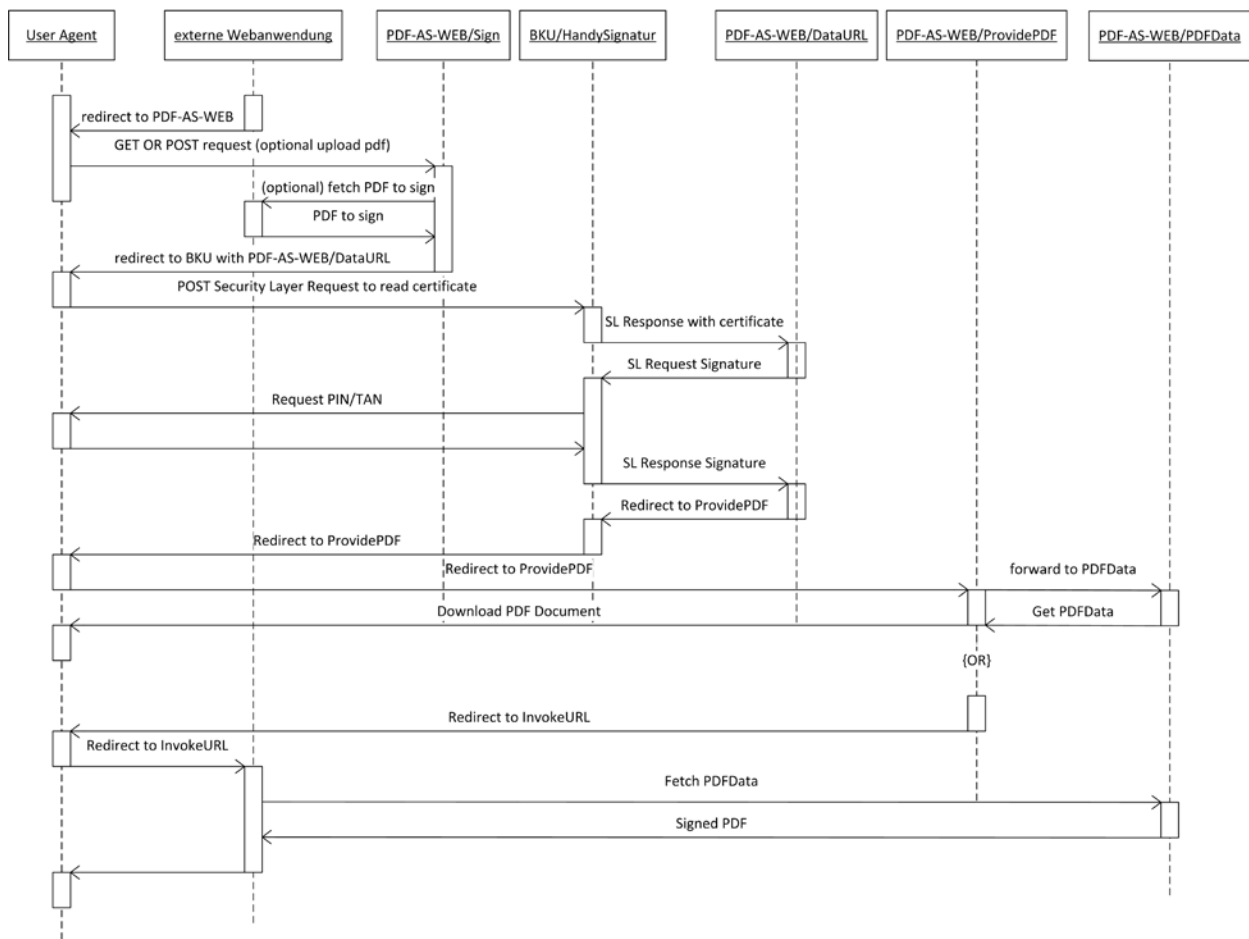 User Agent
externe Webanwendung
PDF-AS-WEB/Sign
BKU/HandySignatur
PDF-AS-WEB/DataURL
PDF-AS-WEB/ProvidePDF
PDF-AS-WEB/PDFData
redirect to PDF-AS-WEB
GET OR POST request (optional upload pdf)
(optional) fetch PDF to sign
PDF to sign
redirect to BKU with PDF-AS-WEB/DataURL
POST Security Layer Request to read certificate
SL Response with certificate
SL Request Signature
Request PIN/TAN
SL Response Signature
Redirect to ProvidePDF
Redirect to ProvidePDF
Redirect to ProvidePDF
forward to PDFData
Download PDF Document
Get PDFData
{OR}
Redirect to InvokeURL
Redirect to InvokeURL
Fetch PDFData
Signed PDF